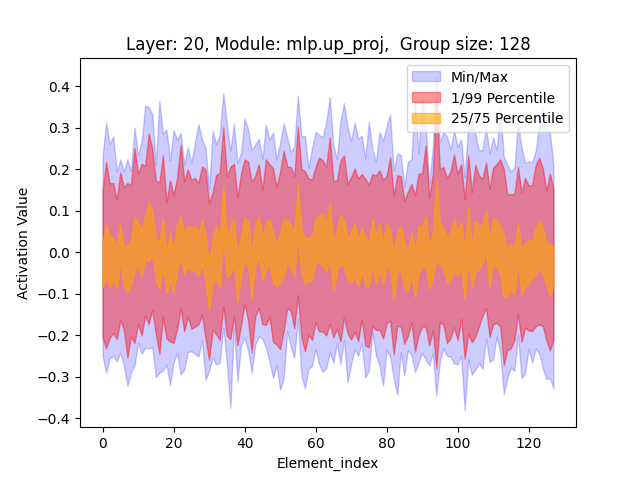 Layer: 20, Module: mlp.up_proj,  Group size: 128
Min/Max
1/99 Percentile
25/75 Percentile
Activation Value
0.4
0.3
0.2
0.1
0.0
−0.1
−0.2
−0.3
−0.4
0 20 40 60 80 100 120
Element_index